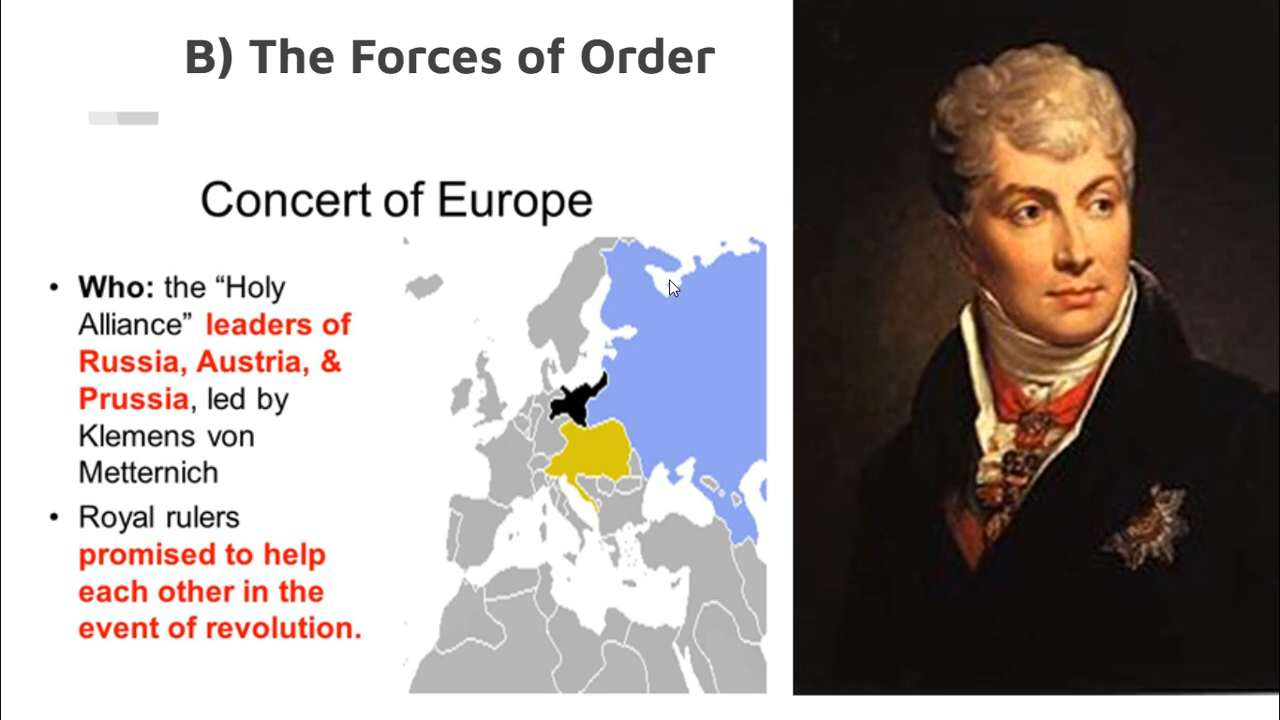 B) The Forces of Order
Concert of Europe
• Who: the “Holy
Alliance” leaders of
Russia, Austria, &
Prussia, led by
Klemens von
Metternich
• Royal rulers
promised to help
each other in the
event of revolution.